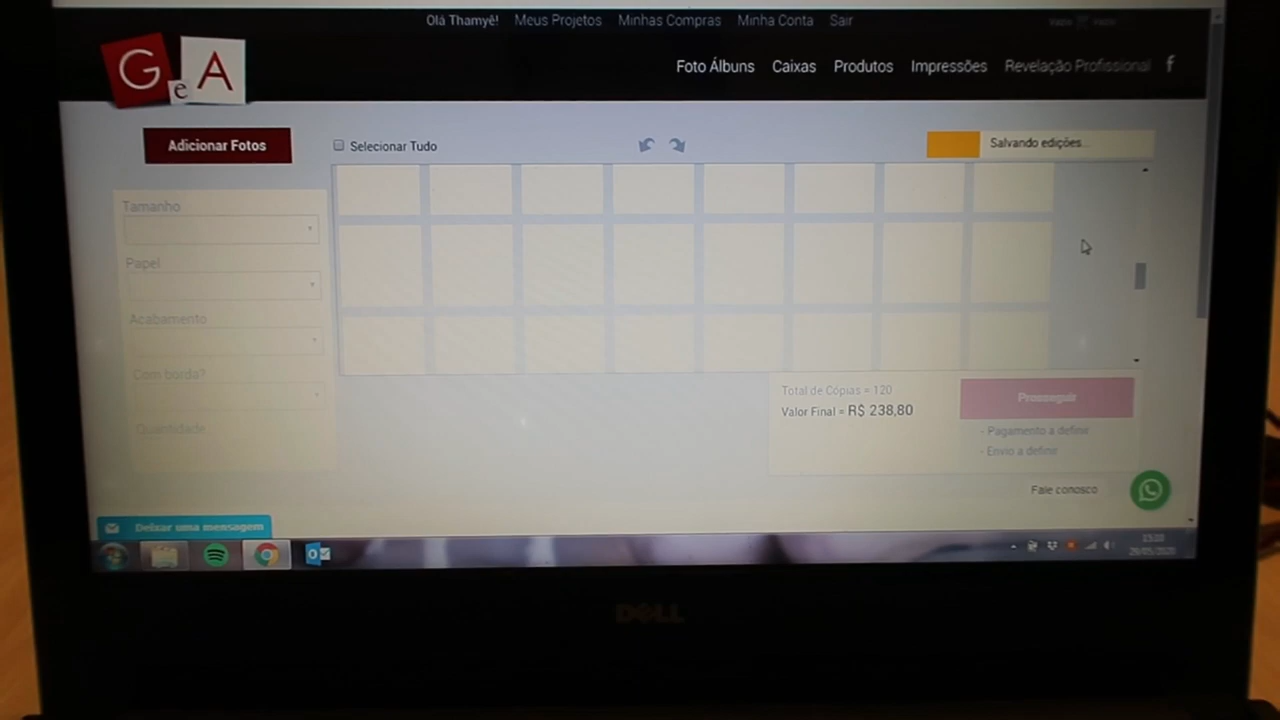 Olá Thamyê! Meus Projetos Minhas Compras Minha Conta Sair
G e A
Foto Álbuns Caixas Produtos Impressões Revelação Profissional f
Adicionar Fotos
Selecionar Tudo
Salvando edições...
Tamanho
Papel
Acabamento
Com borda?
Quantidade
Total de Cópias = 120
Valor Final = R$ 238,80
Prosseguir
- Pagamento a definir
- Envio a definir
Fale conosco
Deixar uma mensagem
DELL